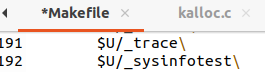 *Makefile kalloc.c
191 $U/_trace\
192 $U/_sysinfotest\